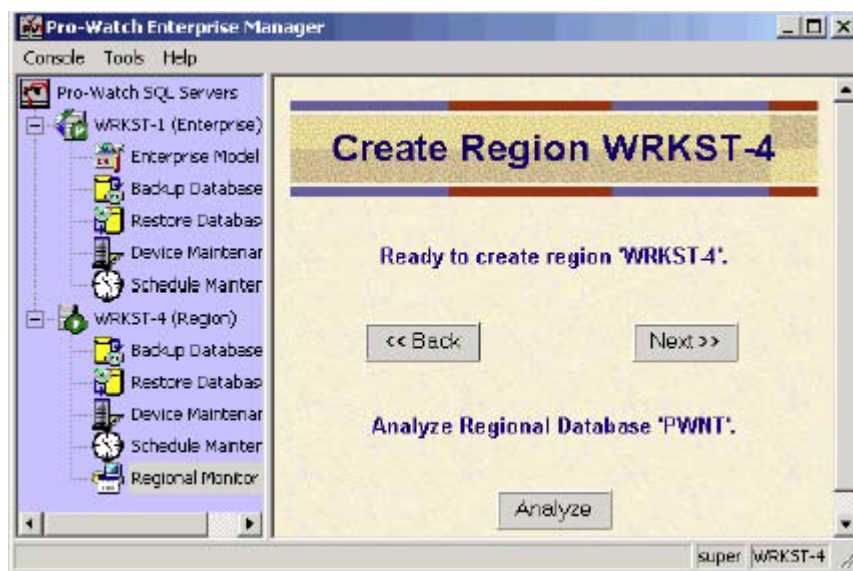 Pro-Watch Enterprise Manager
Console Tools Help
Pro-Watch SQL Servers
WRKST-1 (Enterprise)
Enterprise Model
Backup Database
Restore Databas
Device Maintenar
Schedule Mainter
WRKST-4 (Region)
Backup Database
Restore Databas
Device Maintenar
Schedule Mainter
Regional Monitor
Create Region WRKST-4
Ready to create region 'WRKST-4'.
<< Back
Next >>
Analyze Regional Database 'PWNT'.
Analyze
super WRKST-4